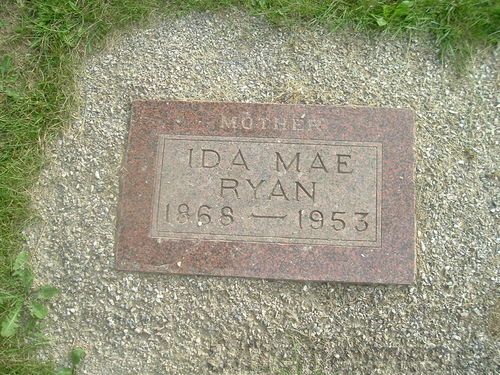 MOTHER
IDA MAE
RYAN
1868 — 1953